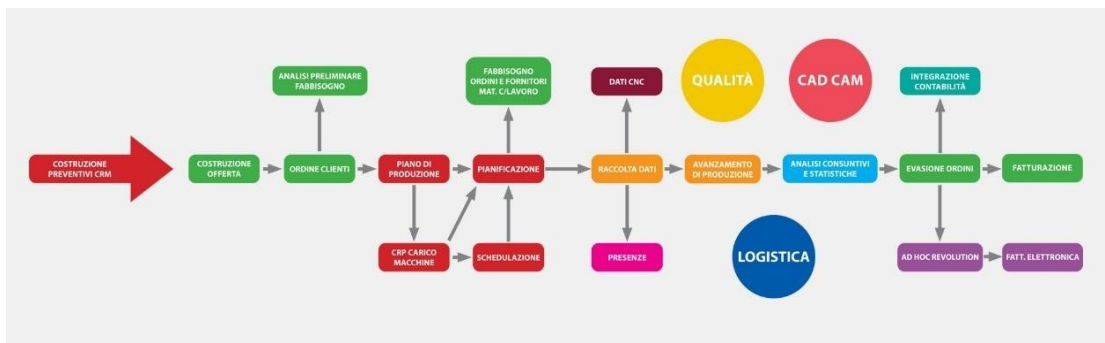 ANALISI PRELIMINARE
FABBISOGNO
FABBISOGNO
ORDINI E FORNITORI
MAT. C/LAVORO
DATI CNC
QUALITÀ
CAD CAM
INTEGRAZIONE
CONTABILITÀ
COSTRUZIONE
PREVENTIVI CRM
COSTRUZIONE
OFFERTA
ORDINE CLIENTI
PIANO DI
PRODUZIONE
PIANIFICAZIONE
RACCOLTA DATI
AVANZAMENTO
DI PRODUZIONE
ANALISI CONSUNTIVI
E STATISTICHE
EVASIONE ORDINI
FATTURAZIONE
CRP CARICO
MACCHINE
SCHEDULAZIONE
PRESENZE
LOGISTICA
AD HOC REVOLUTION
FATT. ELETTRONICA